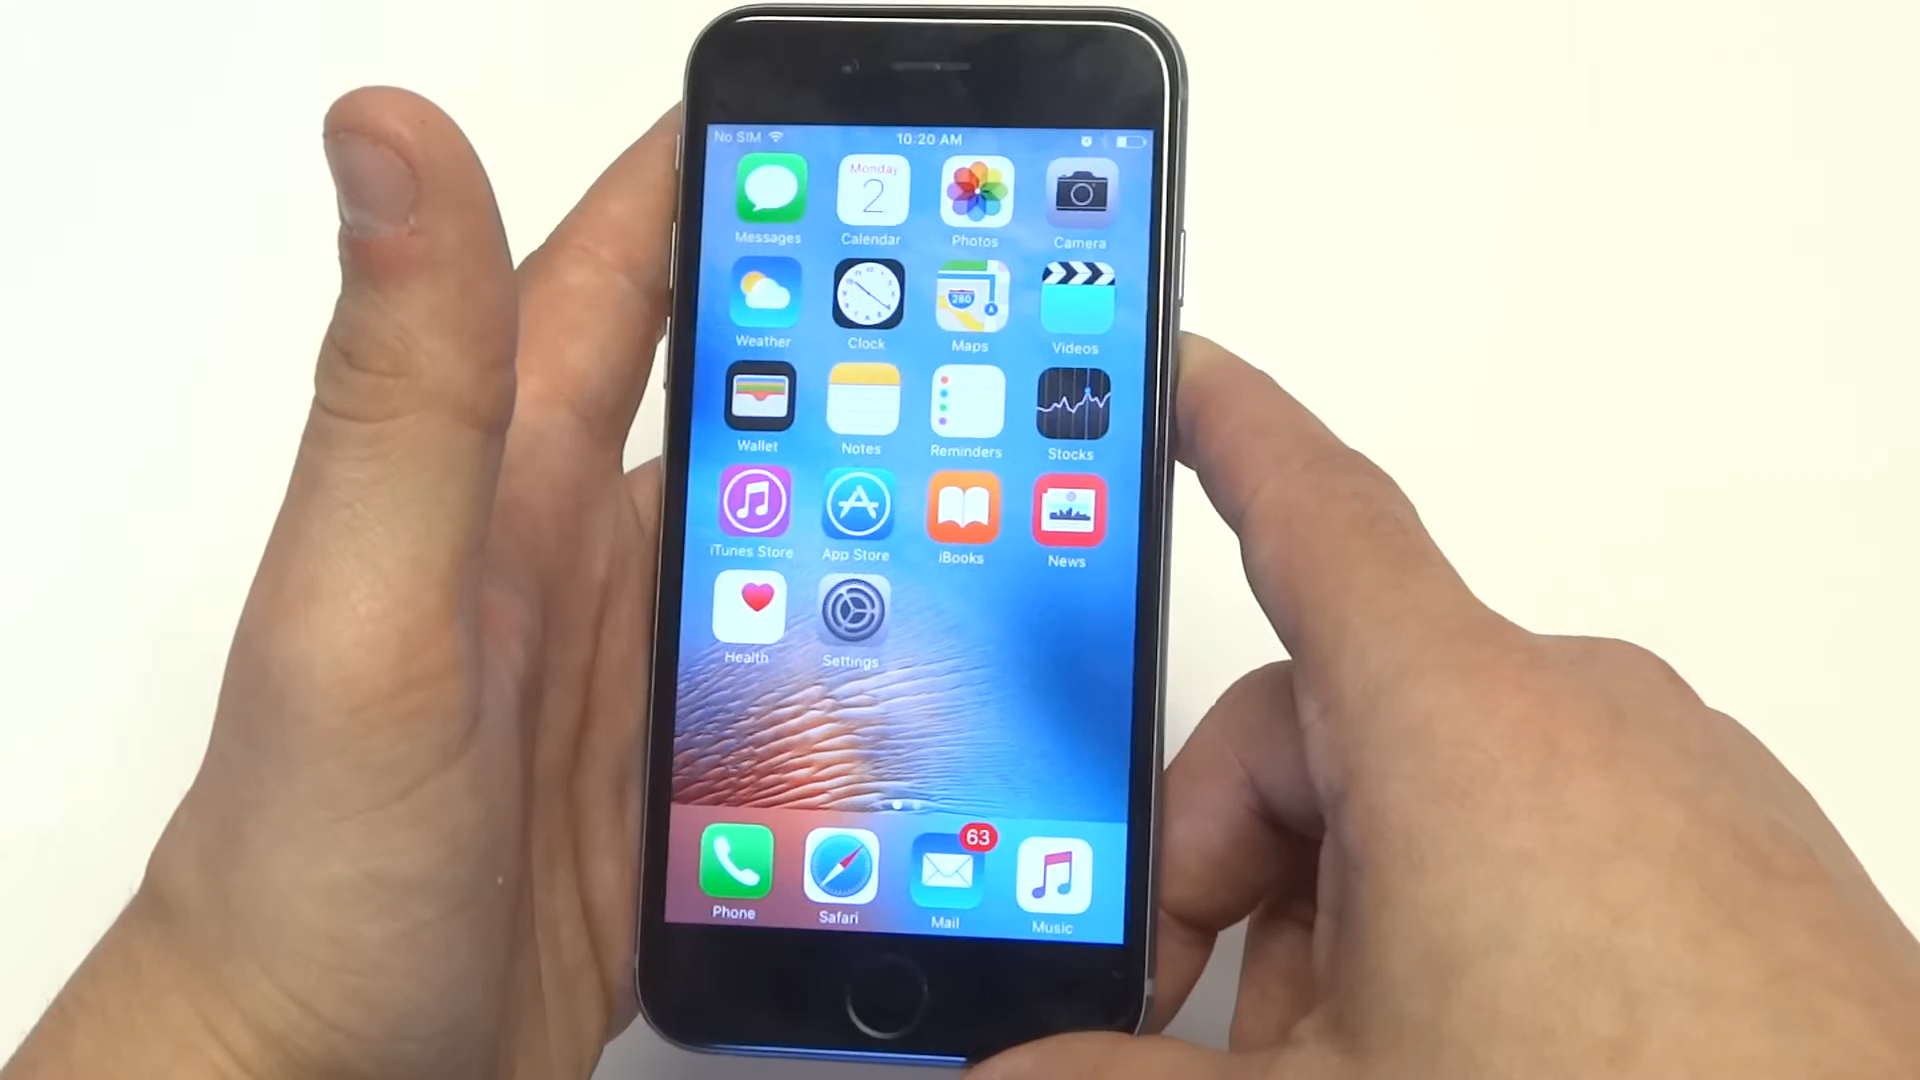 No SIM 10:20 AM
Monday
2
Messages Calendar Photos Camera
280
Weather Clock Maps Videos
Wallet Notes Reminders Stocks
iTunes Store App Store iBooks News
Health Settings
63
Phone Safari Mail Music